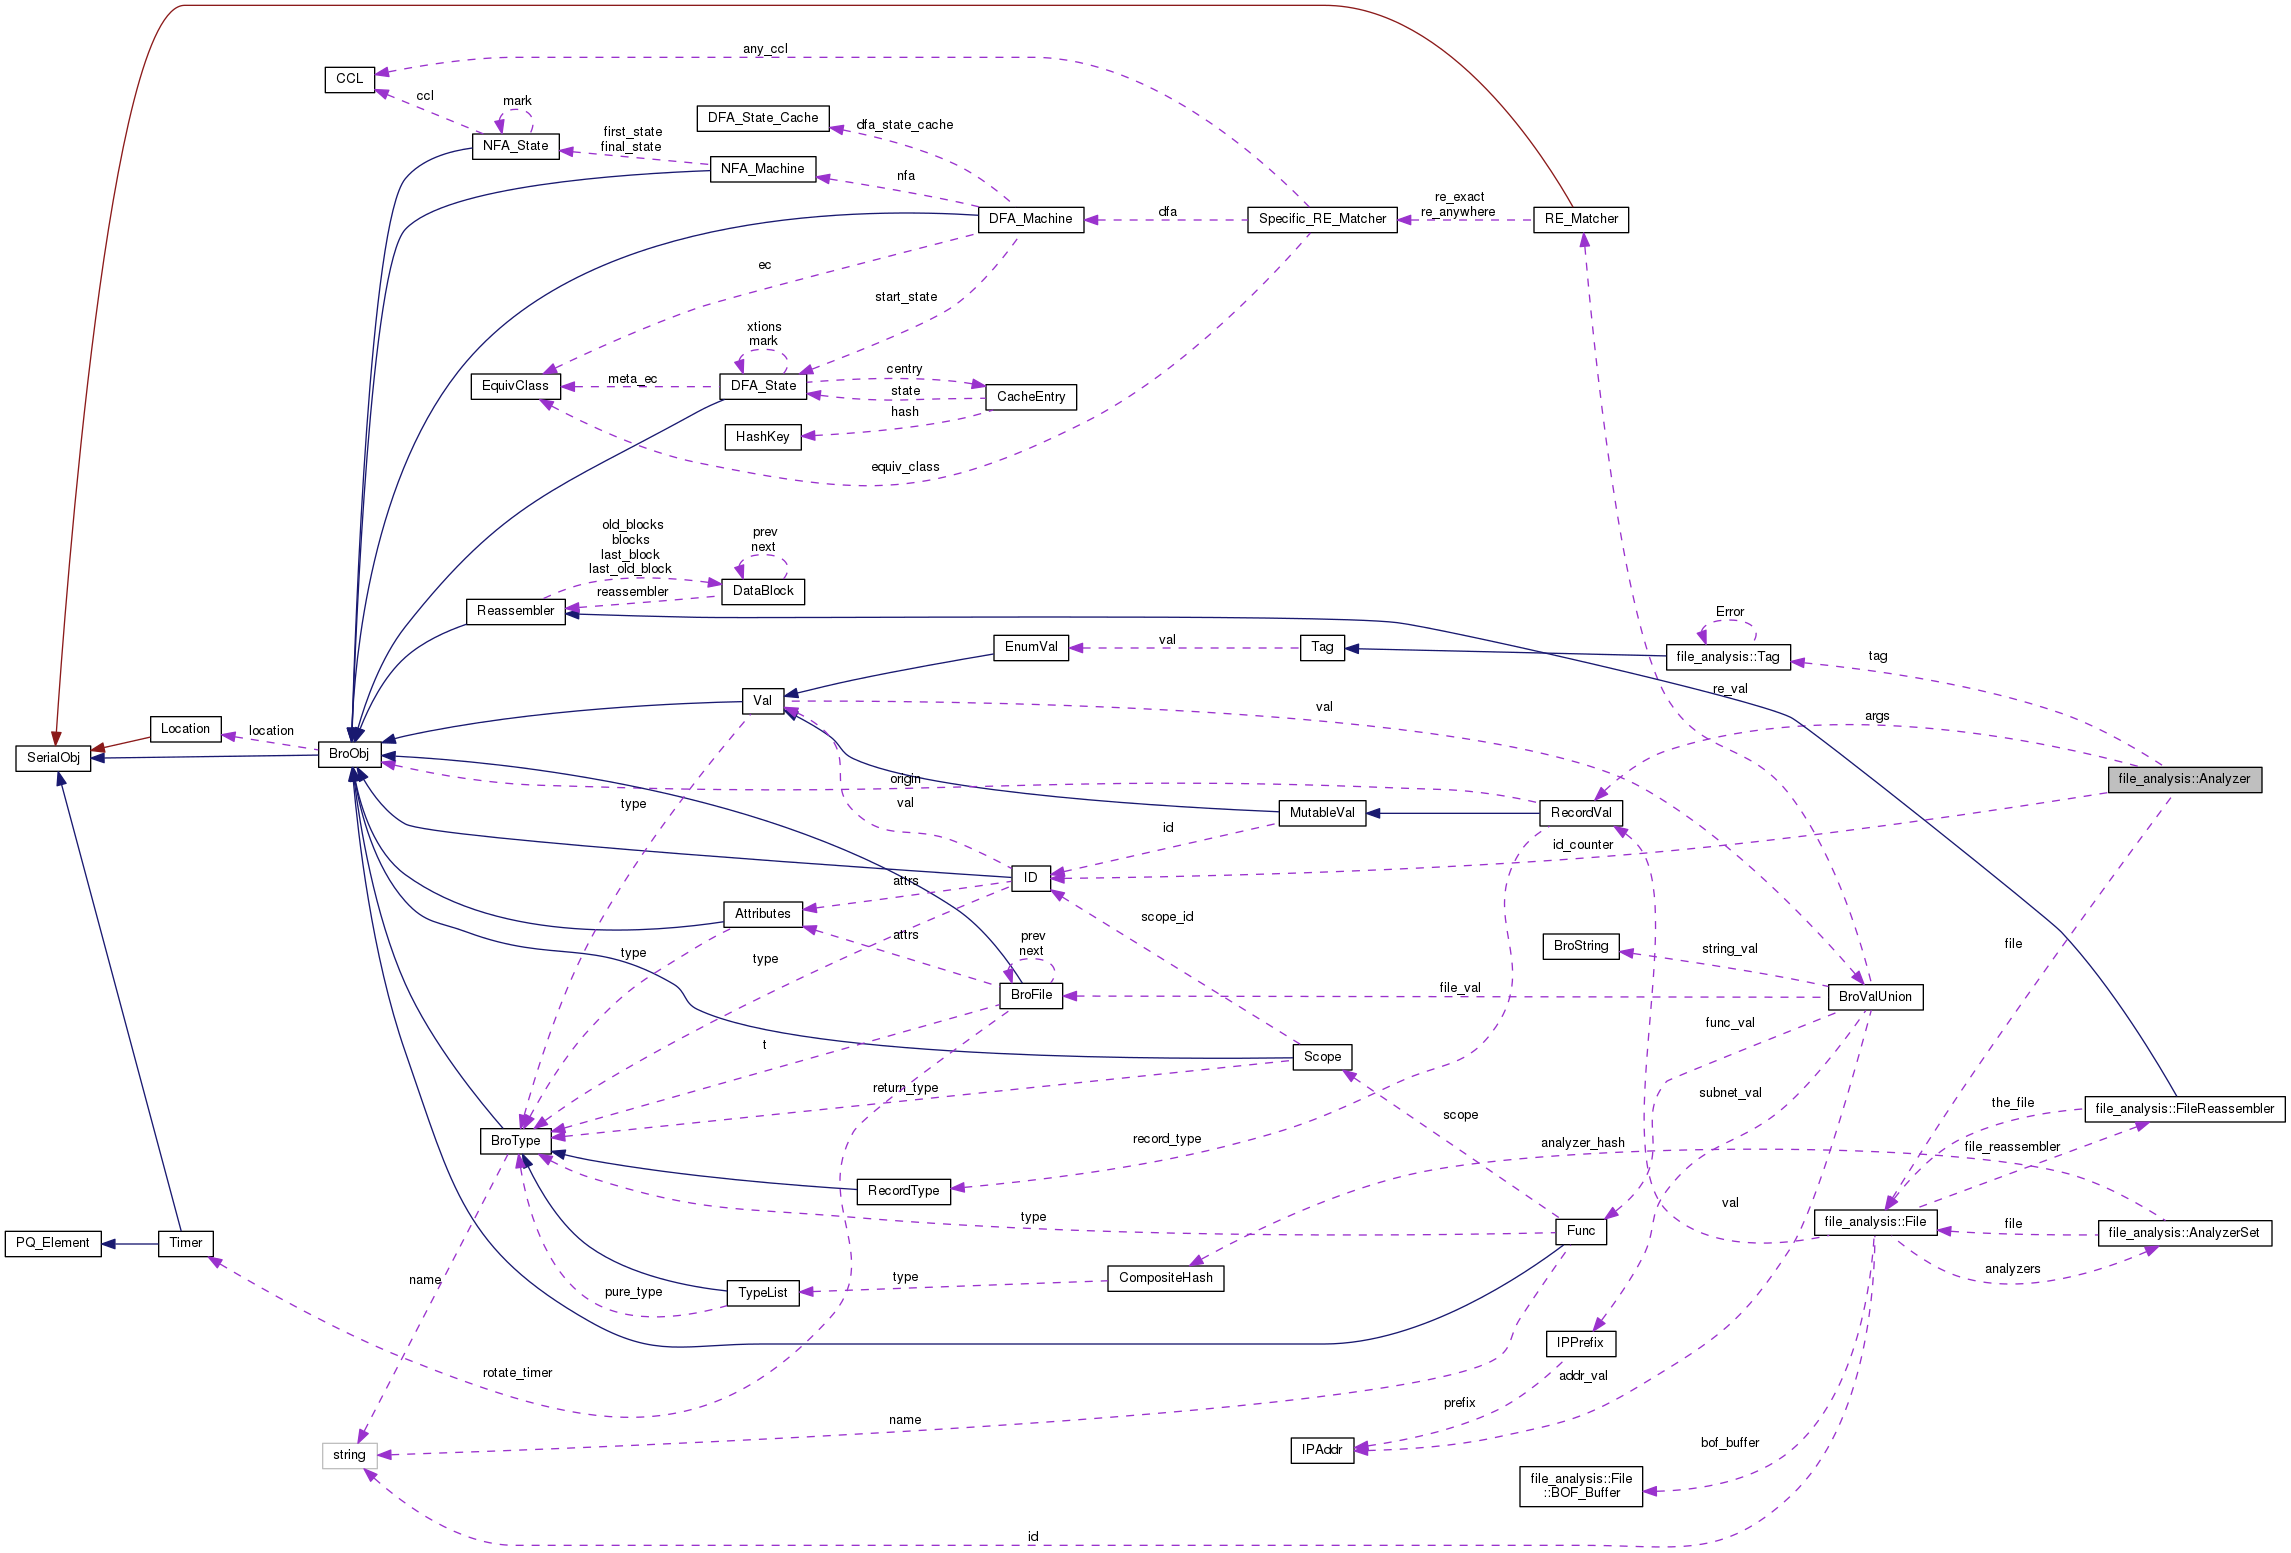 any_ccl
CCL
ccl
mark
DFA_State_Cache
dfa_state_cache
first_state
final_state
NFA_State
NFA_Machine
nfa
re_exact
re_anywhere
DFA_Machine
dfa
Specific_RE_Matcher
RE_Matcher
ec
start_state
xtions
mark
centry
EquivClass
meta_ec
DFA_State
state
CacheEntry
hash
HashKey
equiv_class
old_blocks
blocks
last_block
last_old_block
prev
next
reassembler
DataBlock
Reassembler
Error
EnumVal
val
Tag
file_analysis::Tag
tag
re_val
Val
val
args
Location
location
SerialObj
BroObj
origin
file_analysis::Analyzer
type
val
MutableVal
RecordVal
id
id_counter
ID
attrs
Attributes
scope_id
attrs
prev
next
BroString
string_val
file
type
type
BroFile
file_val
BroValUnion
func_val
t
Scope
return_type
subnet_val
the_file
file_analysis::FileReassembler
scope
BroType
record_type
analyzer_hash
file_reassembler
RecordType
val
type
Func
file_analysis::File
file
file_analysis::AnalyzerSet
PQ_Element
Timer
name
pure_type
TypeList
type
CompositeHash
analyzers
IPPrefix
rotate_timer
addr_val
prefix
name
string
IPAddr
bof_buffer
file_analysis::File
::BOF_Buffer
id